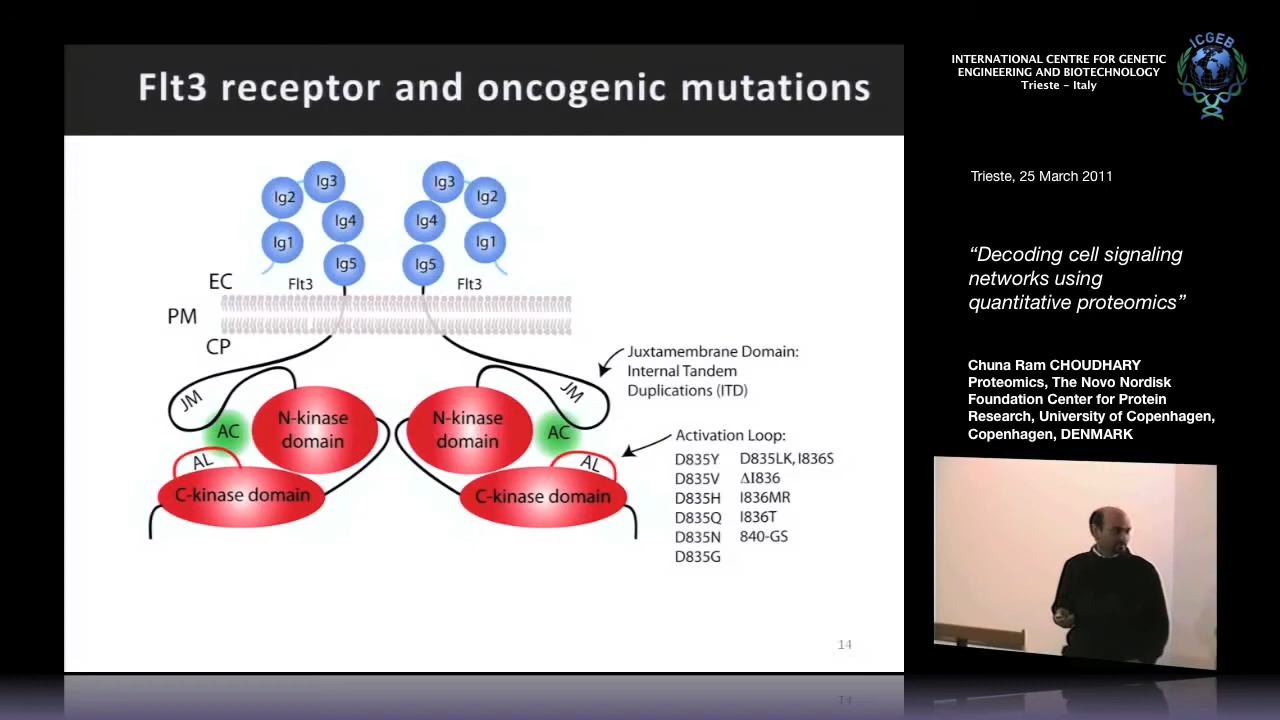 Flt3 receptor and oncogenic mutations
Ig3
Ig3
Ig2
Ig2
Ig4
Ig4
Ig1
Ig1
Ig5
Ig5
EC
Flt3
Flt3
PM
CP
Juxtamembrane Domain:
Internal Tandem
Duplications (ITD)
JM
JM
N-kinase
domain
N-kinase
domain
AC
AC
Activation Loop:
AL
AL
D835Y
D835LK, I836S
D835V
ΔI836
D835H
I836MR
D835Q
I836T
D835N
840-GS
D835G
C-kinase domain
C-kinase domain
14
ICGEB
INTERNATIONAL CENTRE FOR GENETIC
ENGINEERING AND BIOTECHNOLOGY
Trieste - Italy
Trieste, 25 March 2011
“Decoding cell signaling
networks using
quantitative proteomics”
Chuna Ram CHOUDHARY
Proteomics, The Novo Nordisk
Foundation Center for Protein
Research, University of Copenhagen,
Copenhagen, DENMARK